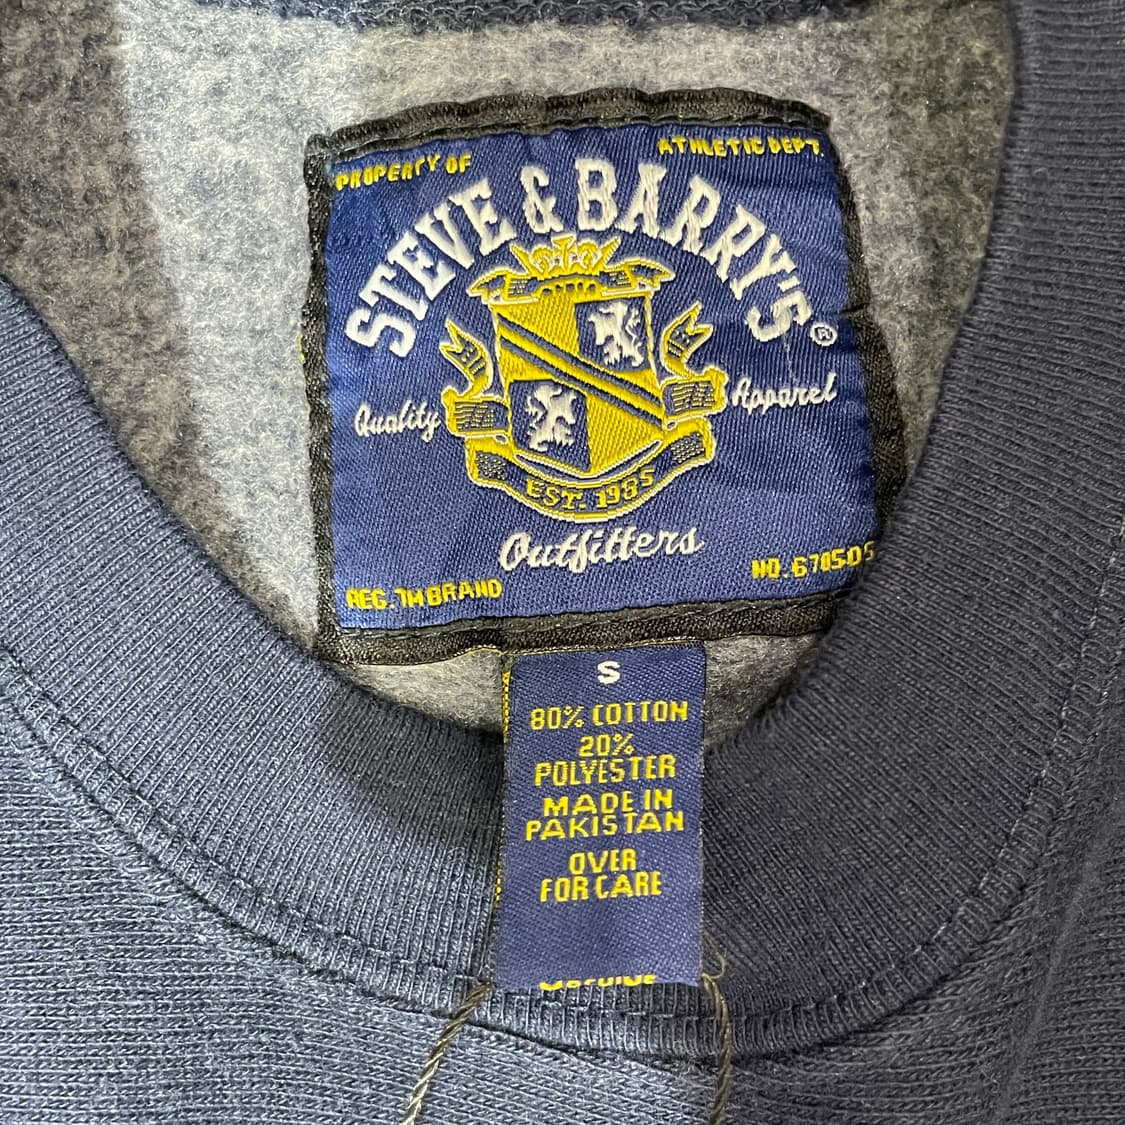 PROPERTY OF
ATHLETIC DEPT.
STEVE & BARRY'S ®
Quality
Apparel
EST. 1985
Outfitters
REG. TM BRAND
NO. 670505
S
80% COTTON
20%
POLYESTER
MADE IN
PAKISTAN
OVER
FOR CARE